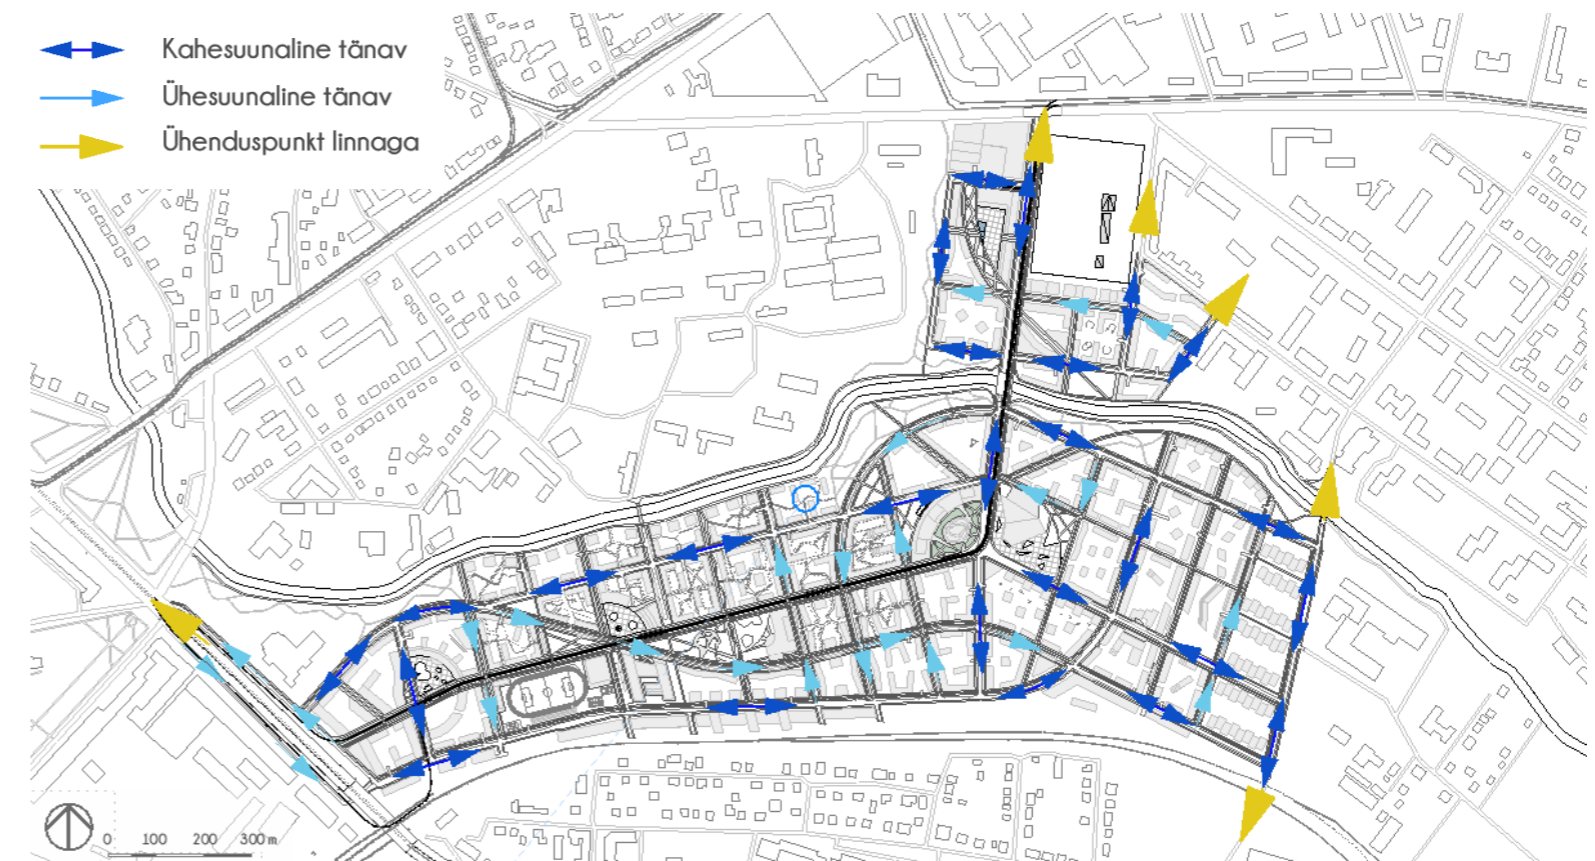 Kahesuunaline tänav
Ühesuunaline tänav
Ühenduspunkt linnaga
0 100 200 300 m